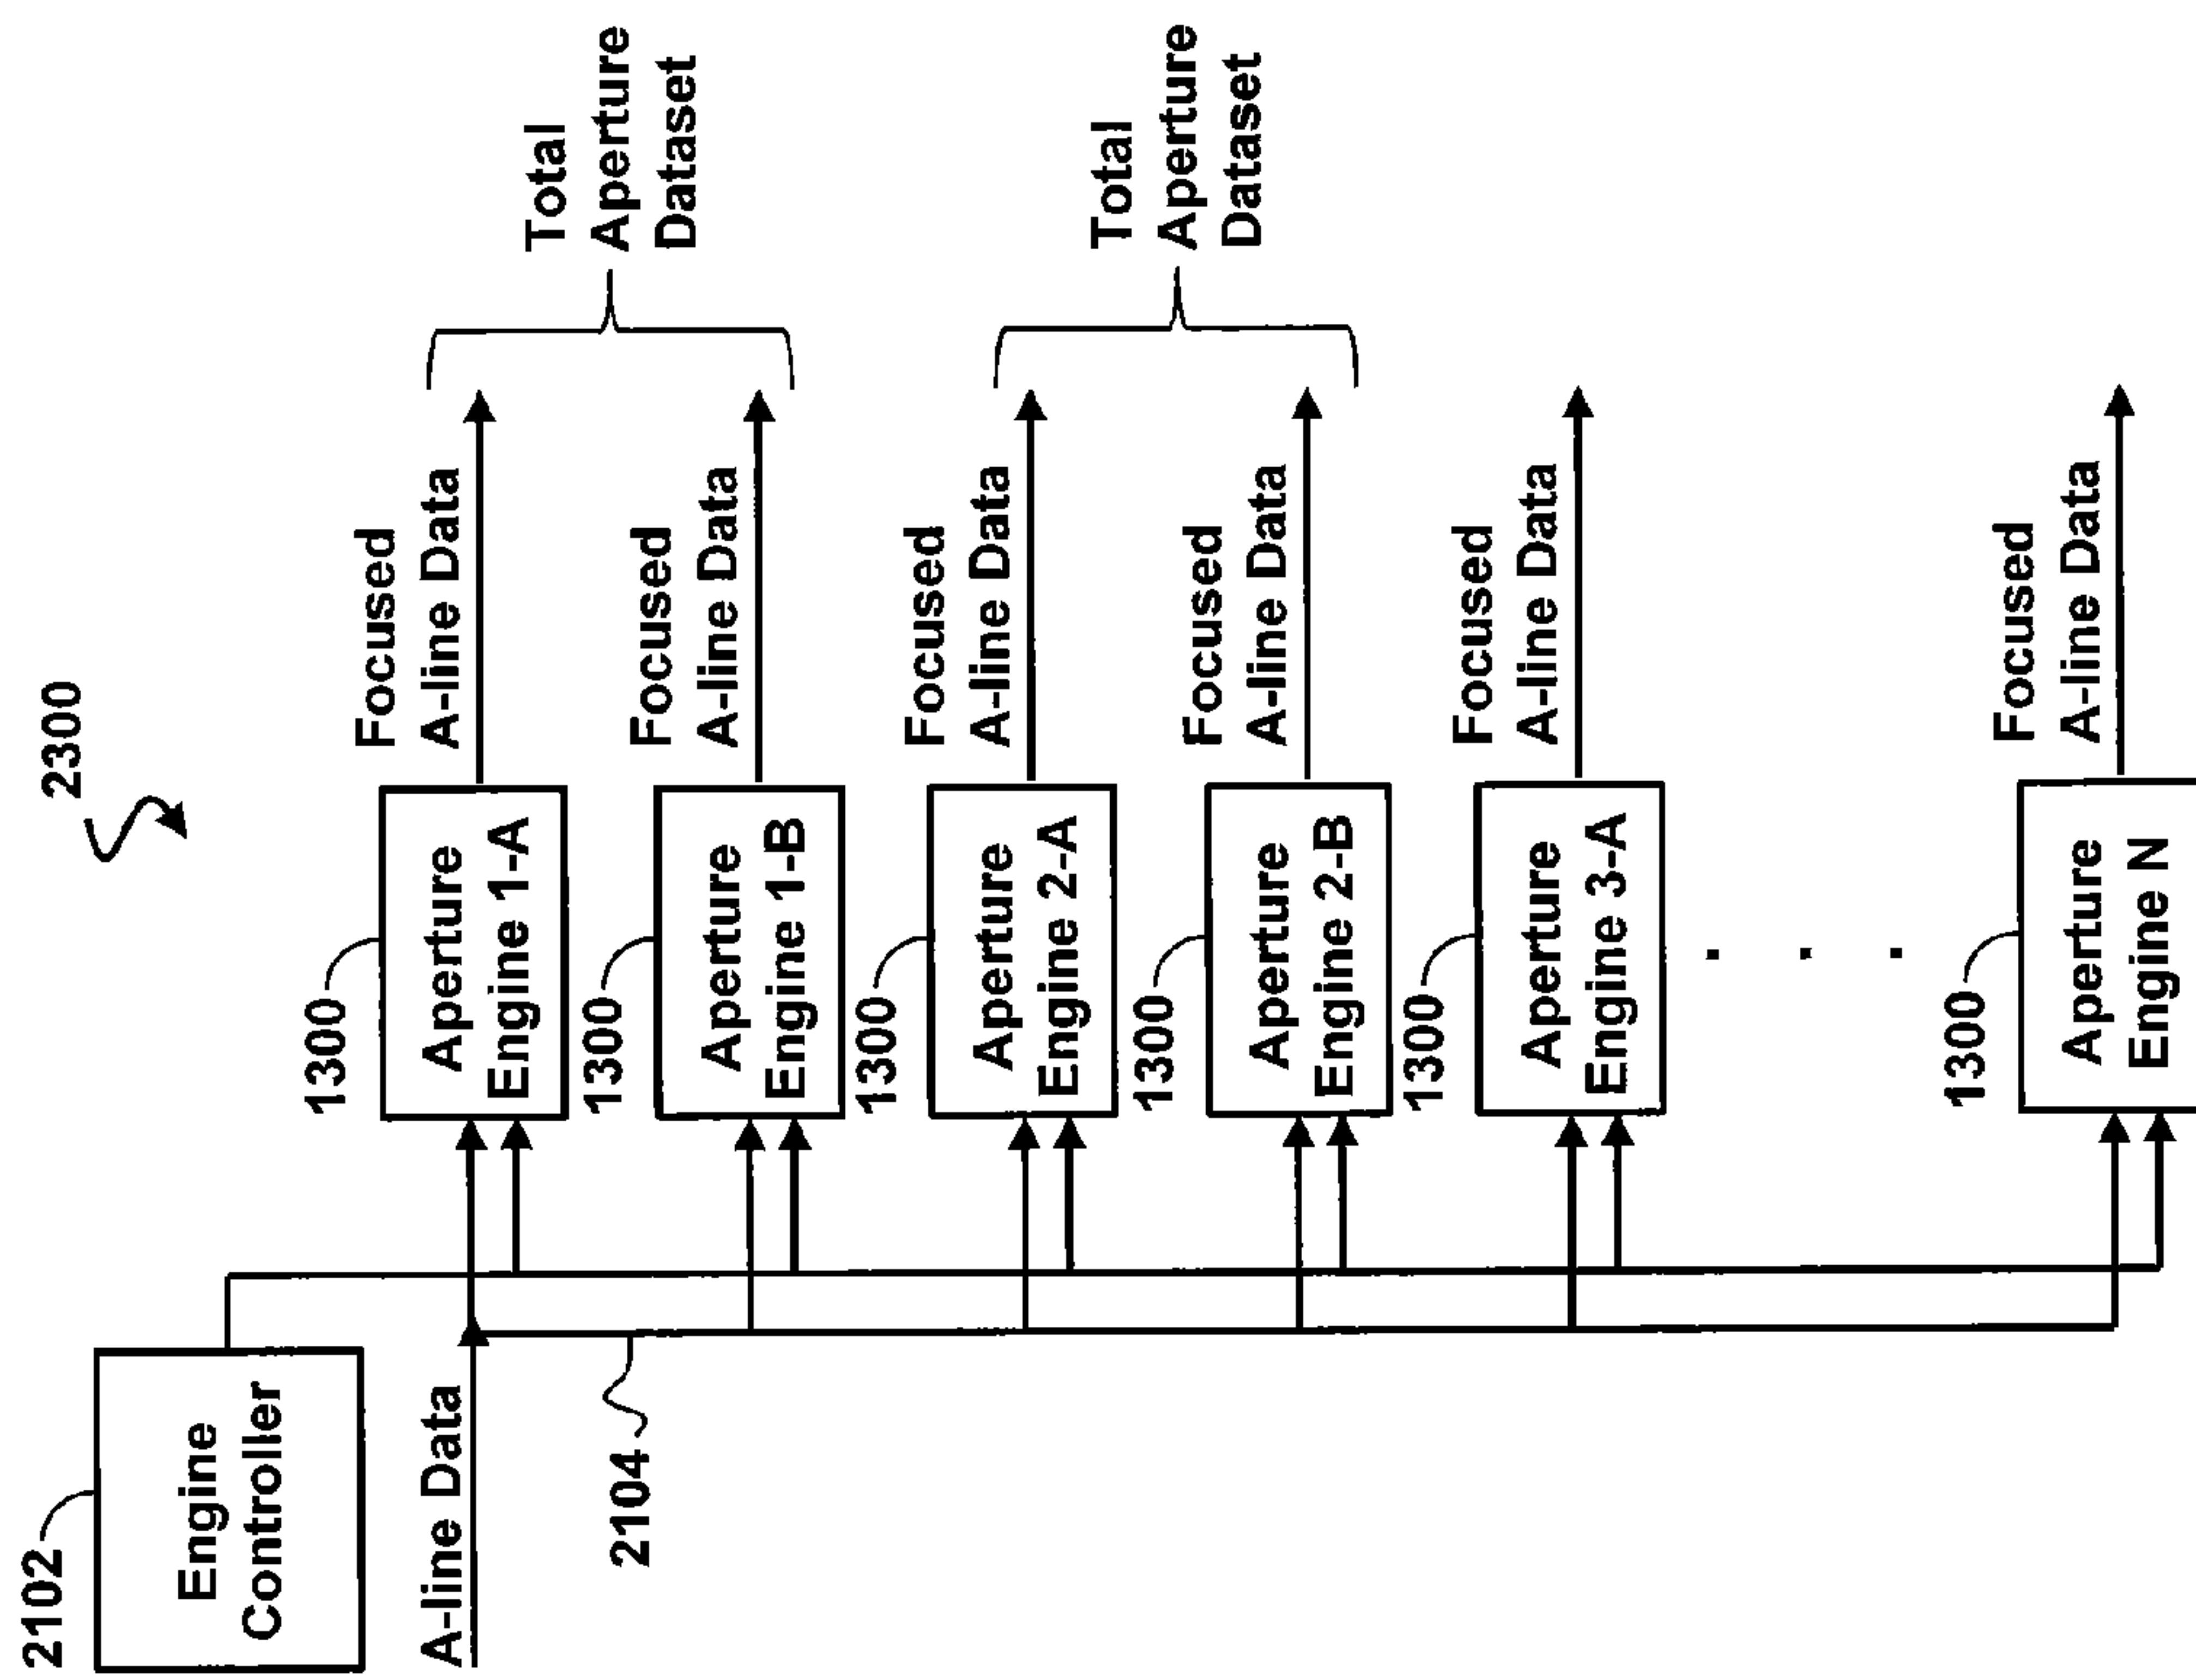 2300
2102
Engine
Controller
A-line Data
2104
1300
Aperture
Engine 1-A
Focused
A-line Data
1300
Aperture
Engine 1-B
Focused
A-line Data
Total
Aperture
Dataset
1300
Aperture
Engine 2-A
Focused
A-line Data
1300
Aperture
Engine 2-B
Focused
A-line Data
Total
Aperture
Dataset
1300
Aperture
Engine 3-A
Focused
A-line Data
. . .
1300
Aperture
Engine N
Focused
A-line Data